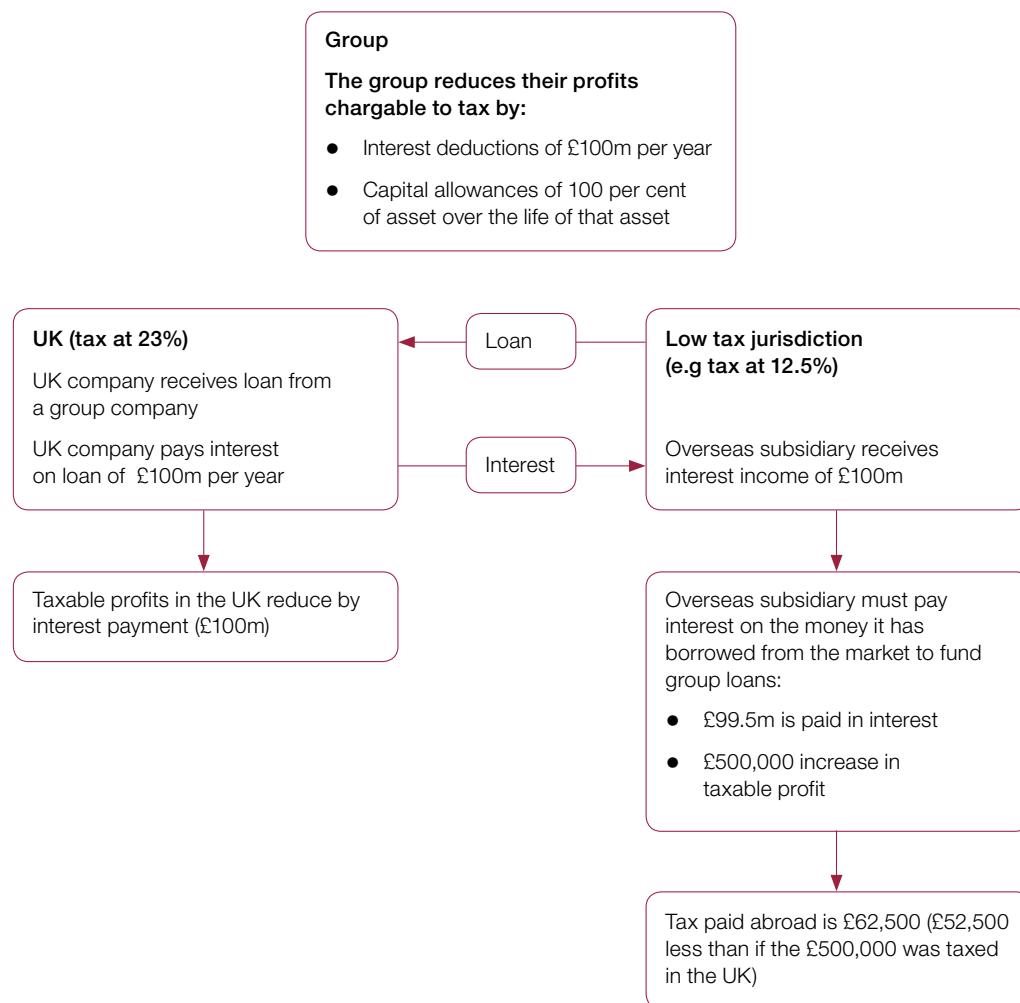 Group
The group reduces their profits
chargable to tax by:
● Interest deductions of £100m per year
● Capital allowances of 100 per cent
of asset over the life of that asset
UK (tax at 23%)
UK company receives loan from
a group company
UK company pays interest
on loan of £100m per year
Loan
Interest
Low tax jurisdiction
(e.g tax at 12.5%)
Overseas subsidiary receives
interest income of £100m
Taxable profits in the UK reduce by
interest payment (£100m)
Overseas subsidiary must pay
interest on the money it has
borrowed from the market to fund
group loans:
● £99.5m is paid in interest
● £500,000 increase in
taxable profit
Tax paid abroad is £62,500 (£52,500
less than if the £500,000 was taxed
in the UK)